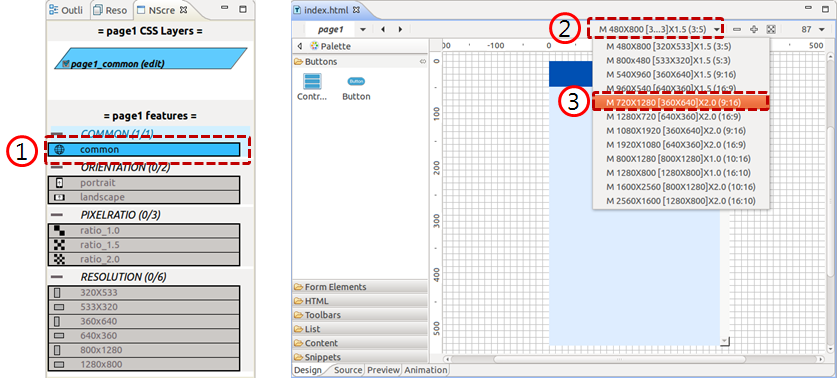 Outli Reso NScre
= page1 CSS Layers =
page1_common (edit)
= page1 features =
COMMON (1/1)
1
common
ORIENTATION (0/2)
portrait
landscape
PIXELRATIO (0/3)
ratio_1.0
ratio_1.5
ratio_2.0
RESOLUTION (0/6)
320X533
533X320
360x640
640x360
800x1280
1280x800
index.html
page1
2
M 480X800 [3...3]X1.5 (3:5)
87
Palette
Buttons
Contr...
Button
Form Elements
HTML
Toolbars
List
Content
Snippets
Design Source Preview Animation
-200 -100 0 500
0
100
200
300
400
500
M 480X800 [320X533]X1.5 (3:5)
M 800x480 [533X320]X1.5 (5:3)
M 540X960 [360X640]X1.5 (9:16)
M 960X540 [640X360]X1.5 (16:9)
3
M 720X1280 [360X640]X2.0 (9:16)
M 1280X720 [640X360]X2.0 (16:9)
M 1080X1920 [360X640]X2.0 (9:16)
M 1920X1080 [640X360]X2.0 (16:9)
M 800X1280 [800X1280]X1.0 (10:16)
M 1280X800 [1280X800]X1.0 (16:10)
M 1600X2560 [800X1280]X2.0 (10:16)
M 2560X1600 [1280X800]X2.0 (16:10)